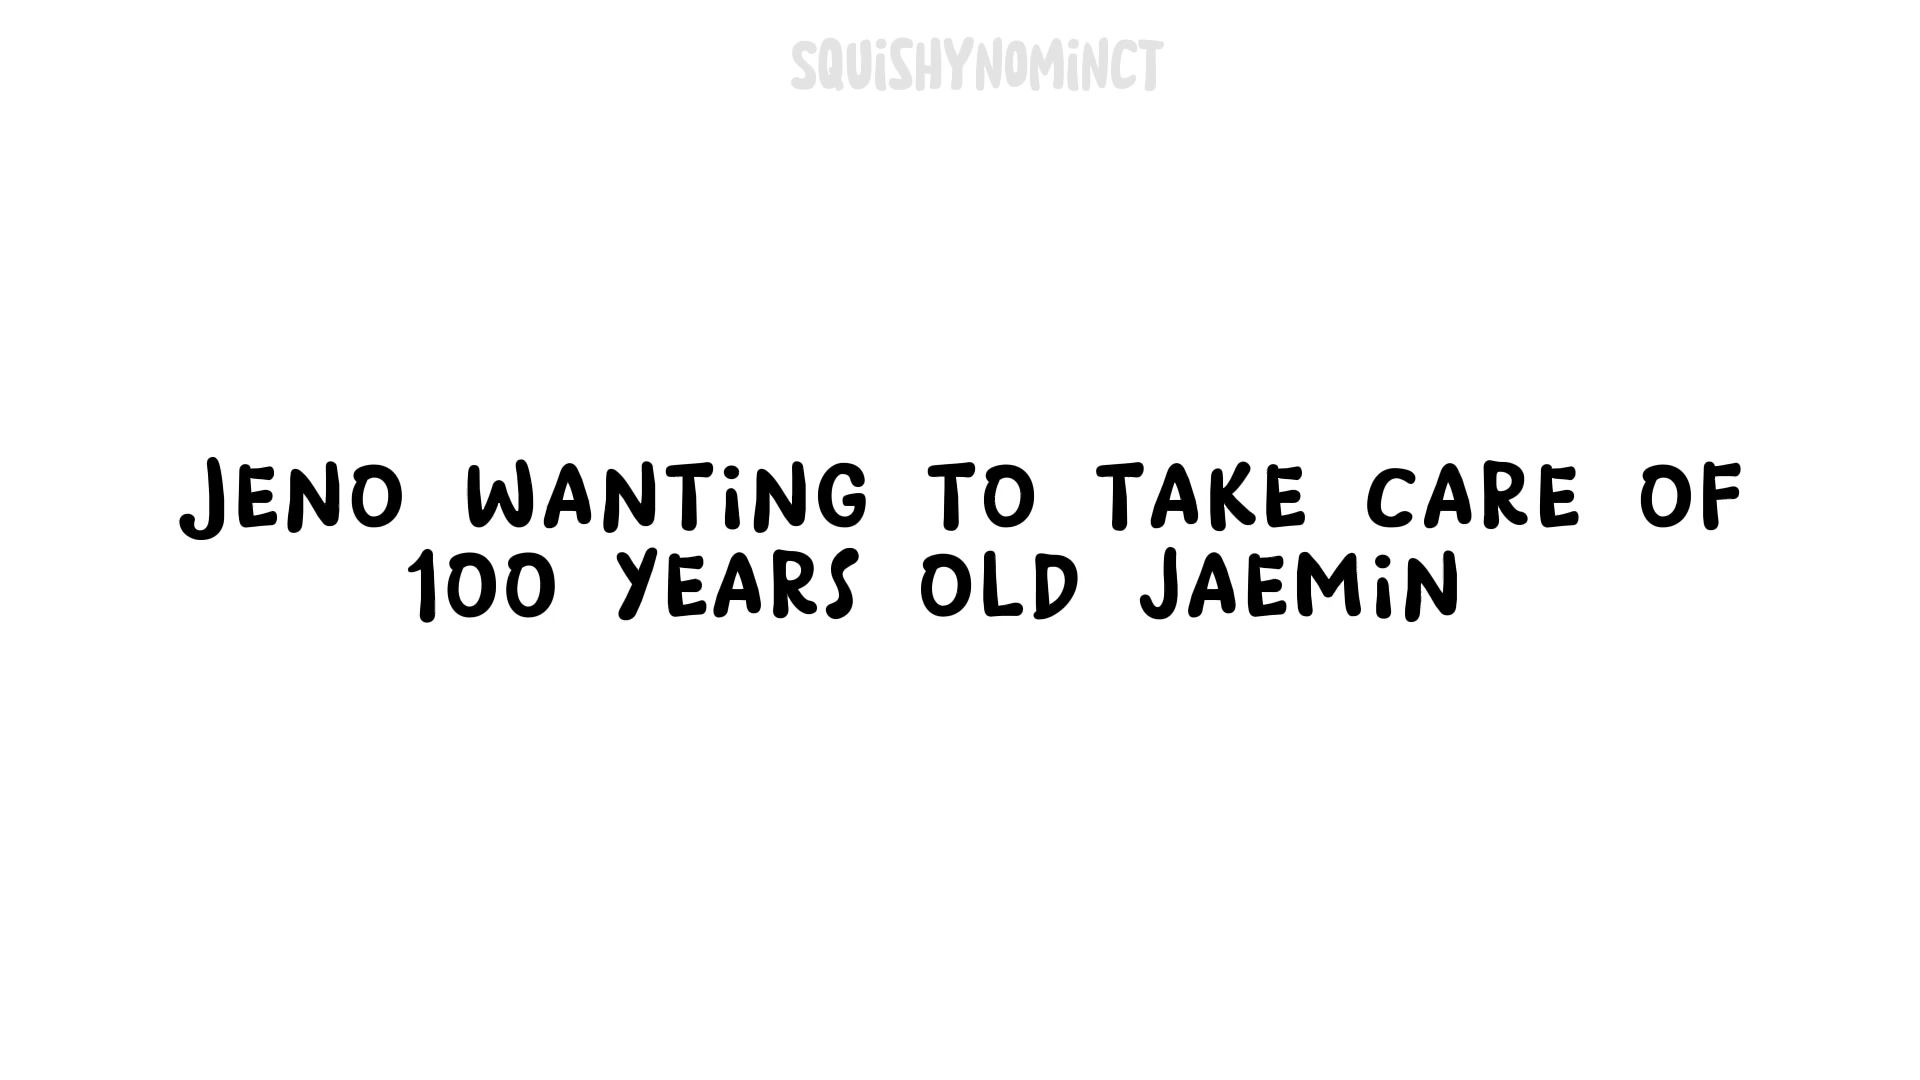 SQUiSHYNOMiNCT
JENO WANTiNG TO TAKE CARE OF
100 YEARS OLD JAEMiN